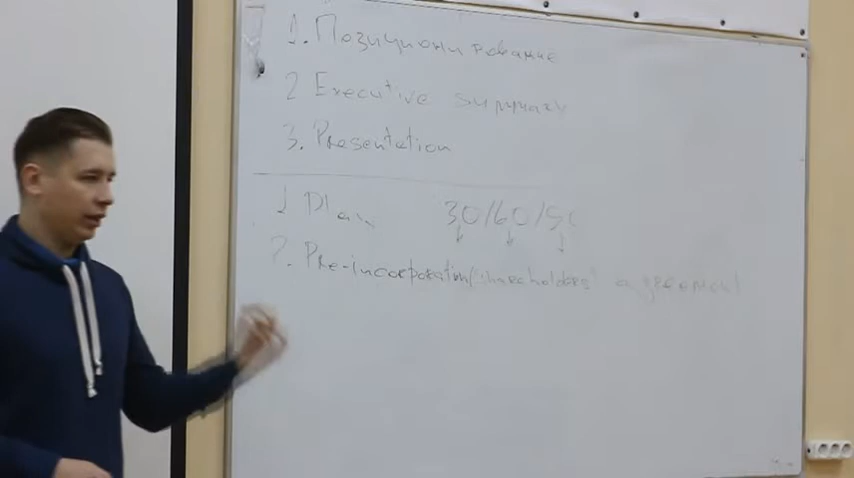 1. Позиционирование
2 Executive summary
3. Presentation
1 Plan 30/60/90
2. Pre-incorporation/shareholders' agreement